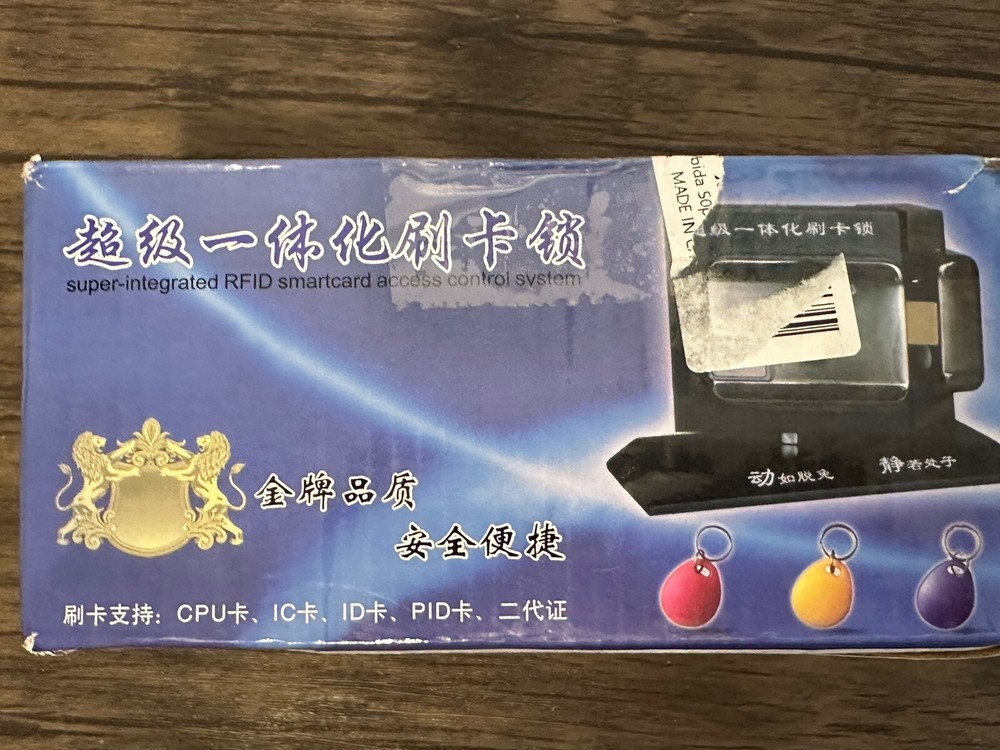 超级一体化刷卡锁
super-integrated RFID smartcard access control system
金牌品质
安全便捷
刷卡支持：CPU卡、IC卡、ID卡、PID卡、二代证
MADE IN
级一体化刷卡锁
动如脱兔
静若处子